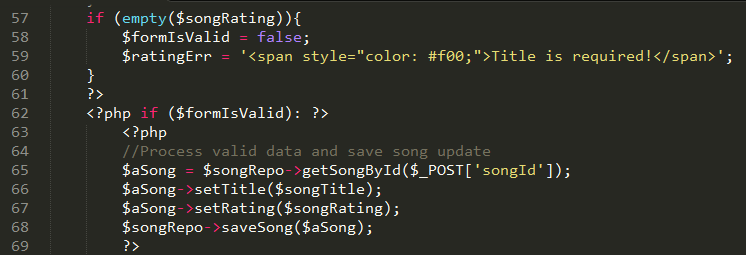 57 if (empty($songRating)){
58 $formIsValid = false;
59 $ratingErr = '<span style="color: #f00;">Title is required!</span>';
60 }
61 ?>
62 <?php if ($formIsValid): ?>
63 <?php
64 //Process valid data and save song update
65 $aSong = $songRepo->getSongById($_POST['songId']);
66 $aSong->setTitle($songTitle);
67 $aSong->setRating($songRating);
68 $songRepo->saveSong($aSong);
69 ?>